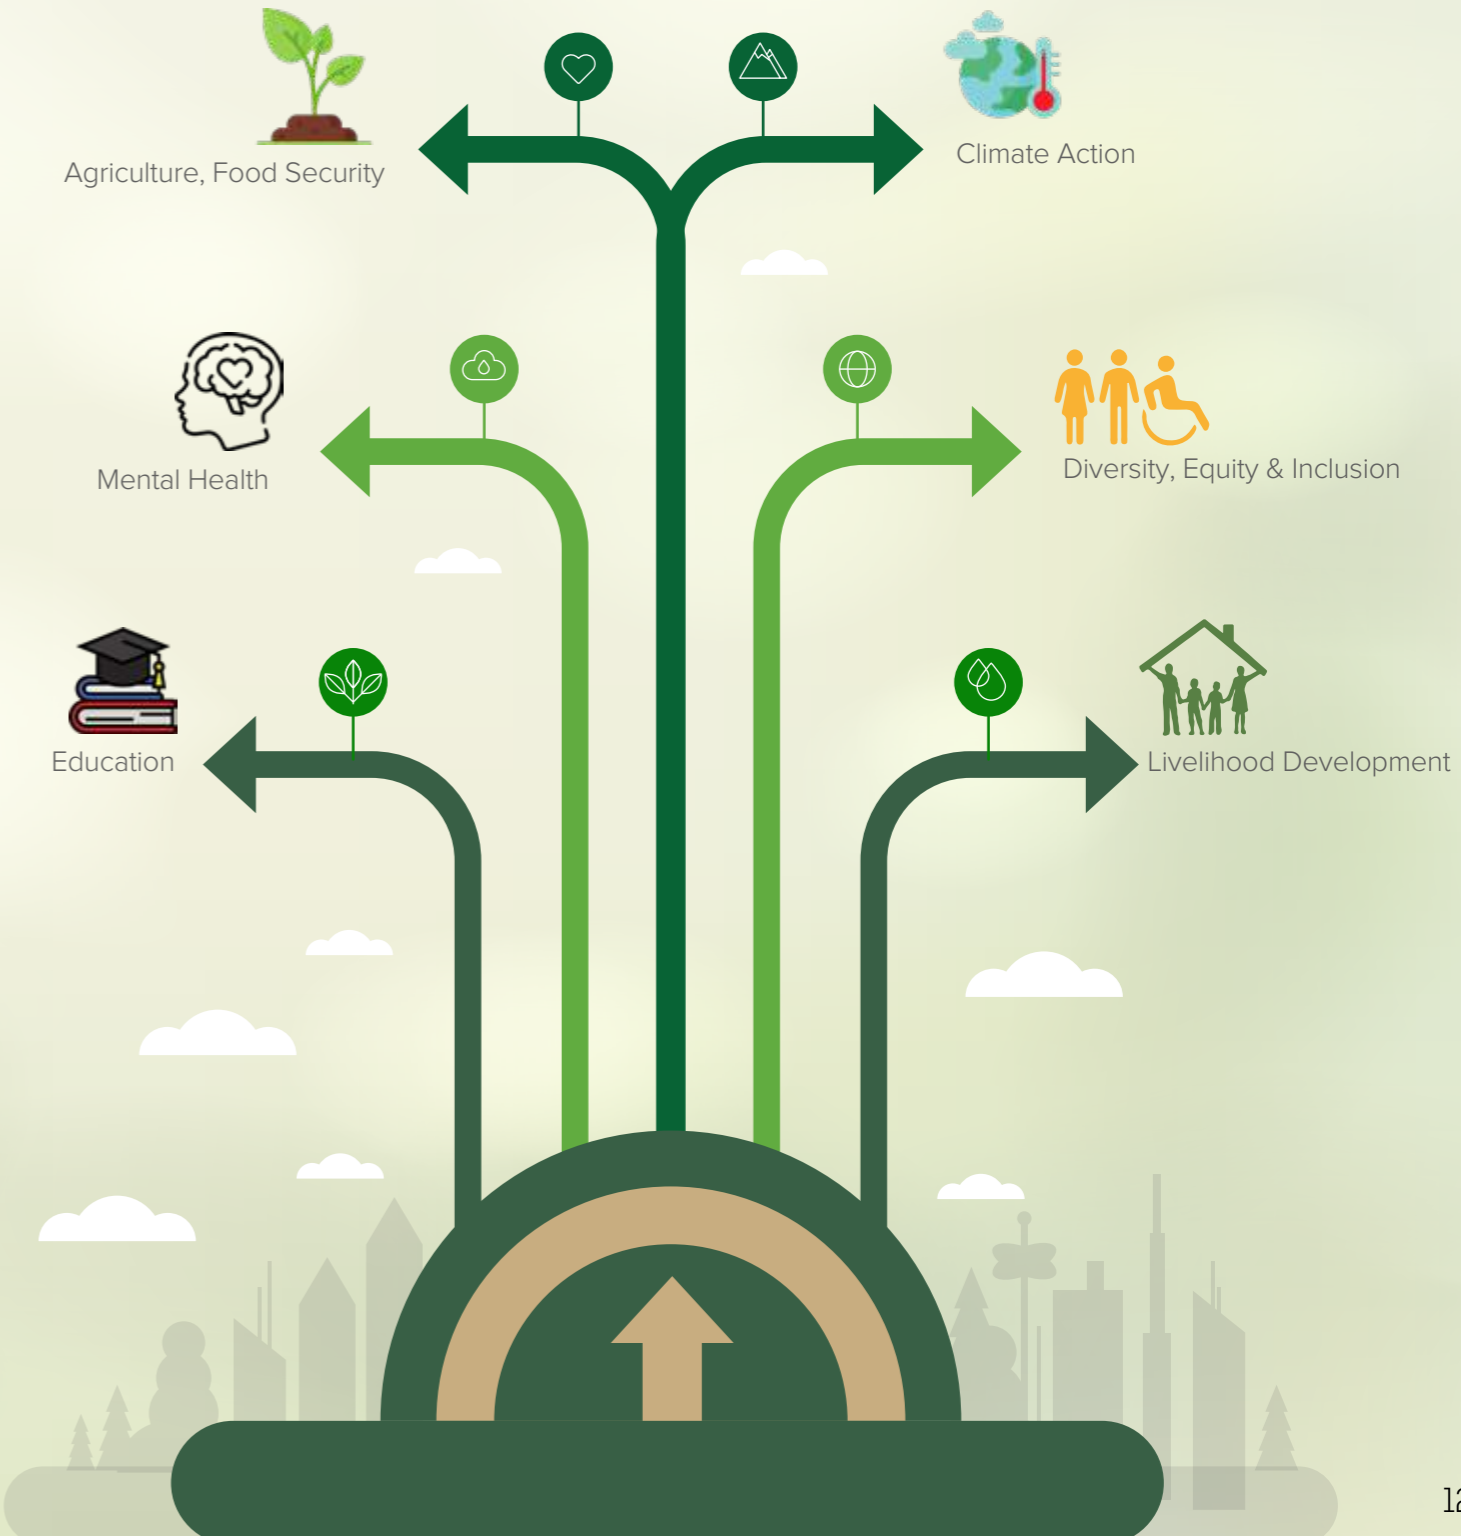 Agriculture, Food Security
Climate Action
Mental Health
Diversity, Equity & Inclusion
Education
Livelihood Development